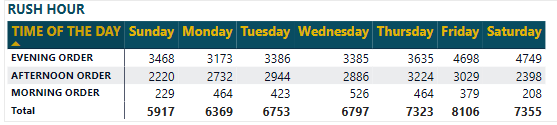 RUSH HOUR
TIME OF THE DAY Sunday Monday Tuesday Wednesday Thursday Friday Saturday
EVENING ORDER 3468 3173 3386 3385 3635 4698 4749
AFTERNOON ORDER 2220 2732 2944 2886 3224 3029 2398
MORNING ORDER 229 464 423 526 464 379 208
Total 5917 6369 6753 6797 7323 8106 7355